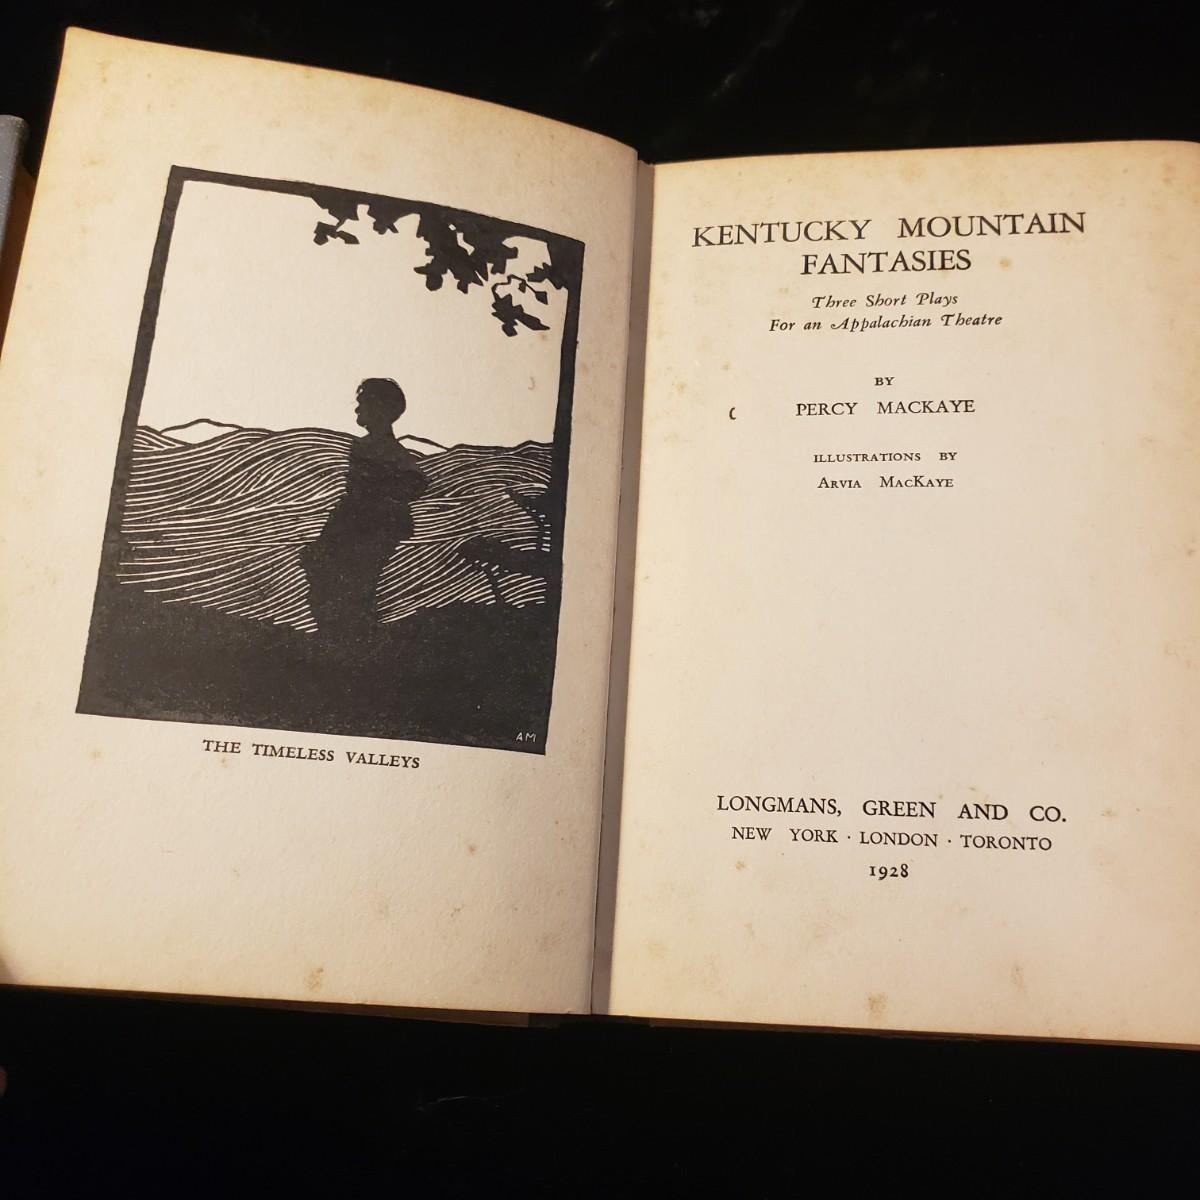 AM
THE TIMELESS VALLEYS
KENTUCKY MOUNTAIN
FANTASIES
Three Short Plays
For an Appalachian Theatre
BY
PERCY MACKAYE
ILLUSTRATIONS BY
ARVIA MACKAYE
LONGMANS, GREEN AND CO.
NEW YORK · LONDON · TORONTO
1928